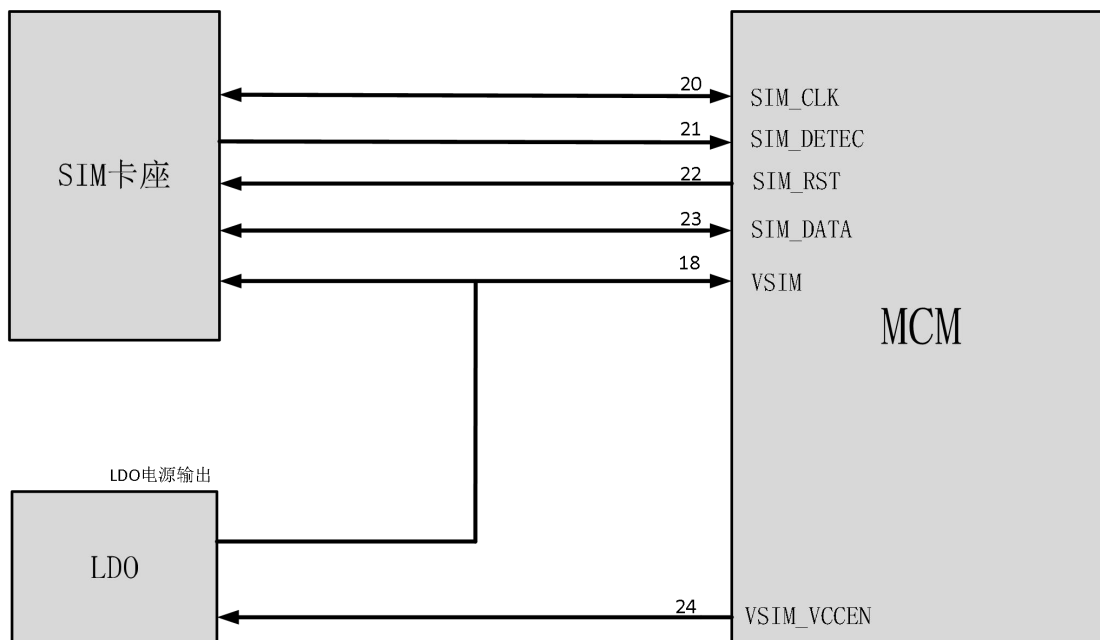 20
SIM_CLK
21
SIM_DETEC
SIM卡座
22
SIM_RST
23
SIM_DATA
18
VSIM
MCM
LDO电源输出
LDO
24
VSIM_VCCEN